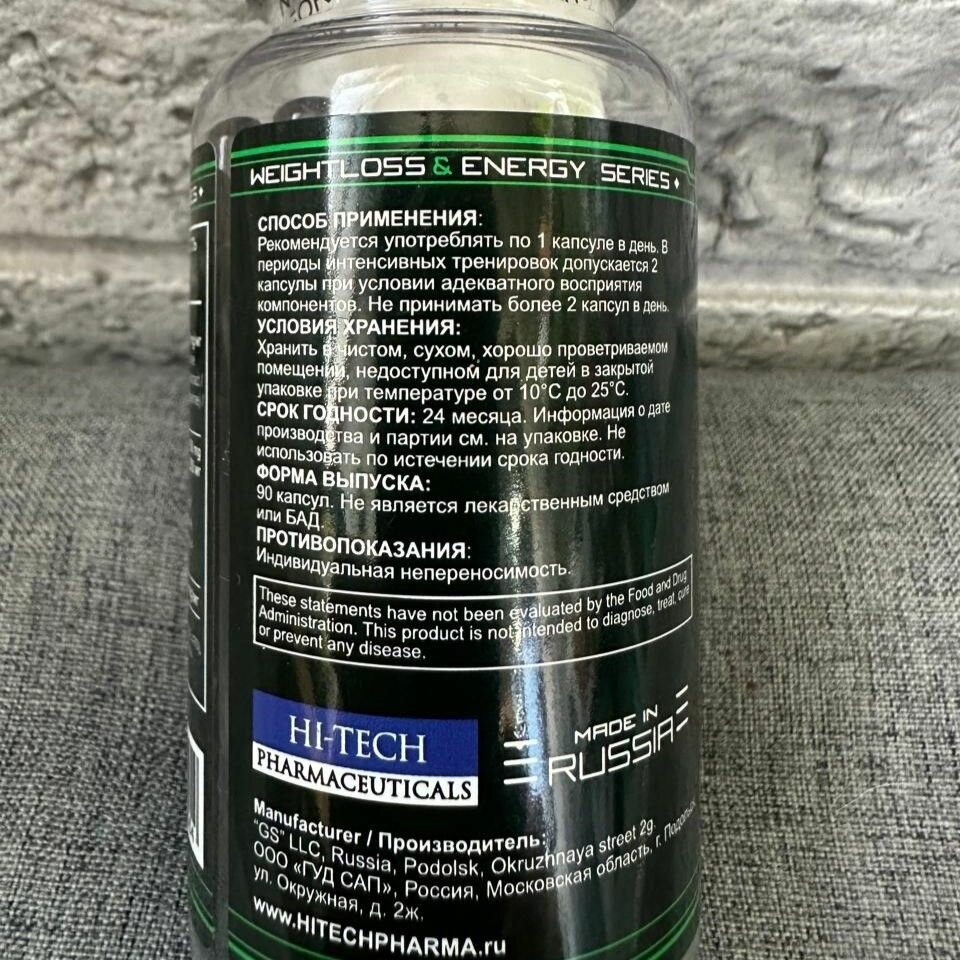 WEIGHTLOSS & ENERGY SERIES
СПОСОБ ПРИМЕНЕНИЯ:
Рекомендуется употреблять по 1 капсуле в день. В
периоды интенсивных тренировок допускается 2
капсулы при условии адекватного восприятия
компонентов. Не принимать более 2 капсул в день.
УСЛОВИЯ ХРАНЕНИЯ:
Хранить в чистом, сухом, хорошо проветриваемом
помещении, недоступном для детей в закрытой
упаковке при температуре от 10°C до 25°C.
СРОК ГОДНОСТИ: 24 месяца. Информация о дате
производства и партии см. на упаковке. Не
использовать по истечении срока годности.
ФОРМА ВЫПУСКА:
90 капсул. Не является лекарственным средством
или БАД.
ПРОТИВОПОКАЗАНИЯ:
Индивидуальная непереносимость.
These statements have not been evaluated by the Food and Drug
Administration. This product is not intended to diagnose, treat, cure
or prevent any disease.
HI-TECH
PHARMACEUTICALS
MADE IN
RUSSIA
Manufacturer / Производитель:
"GS" LLC, Russia, Podolsk, Okruzhnaya street 2g.
ООО «ГУД САП», Россия, Московская область, г.
ул. Окружная, д. 2ж.
www.HITECHPHARMA.ru